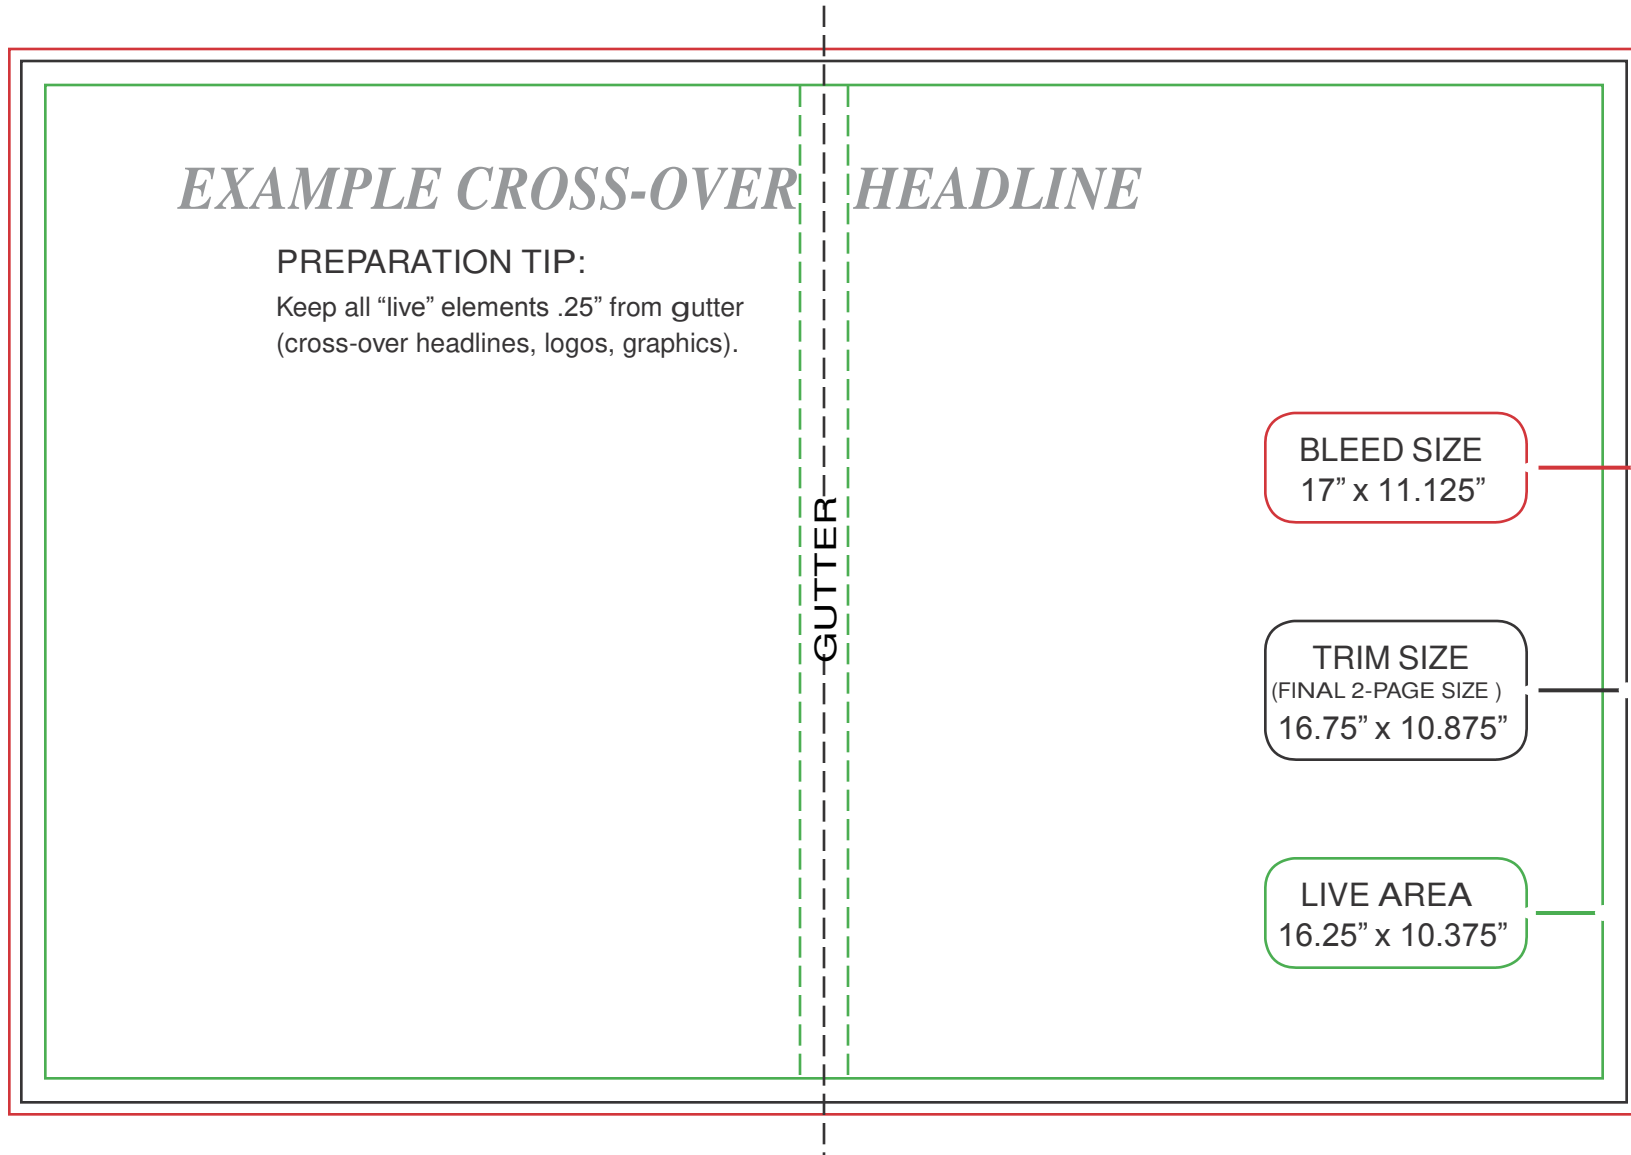 EXAMPLE CROSS-OVER HEADLINE
PREPARATION TIP:
Keep all “live” elements .25” from gutter
(cross-over headlines, logos, graphics).
GUTTER
BLEED SIZE
17” x 11.125”
TRIM SIZE
(FINAL 2-PAGE SIZE )
16.75” x 10.875”
LIVE AREA
16.25” x 10.375”